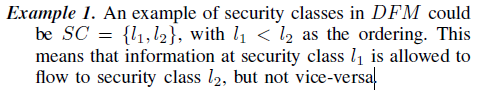 Example 1. An example of security classes in DFM could
be SC = {l₁, l₂}, with l₁ < l₂ as the ordering. This
means that information at security class l₁ is allowed to
flow to security class l₂, but not vice-versa.